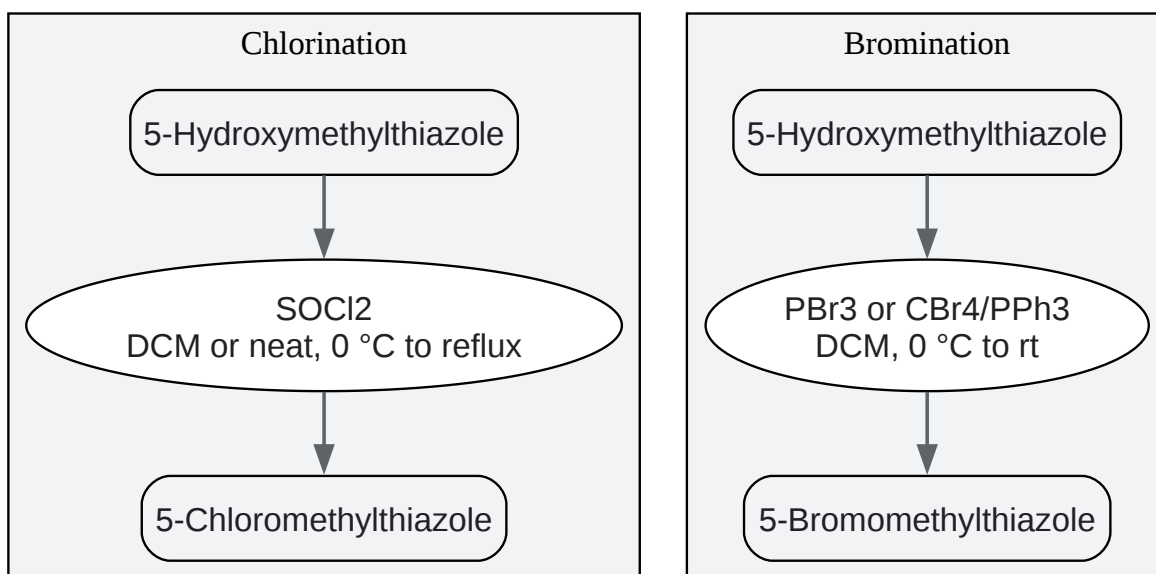 Chlorination
5-Hydroxymethylthiazole
SOCl2
DCM or neat, 0 °C to reflux
5-Chloromethylthiazole
Bromination
5-Hydroxymethylthiazole
PBr3 or CBr4/PPh3
DCM, 0 °C to rt
5-Bromomethylthiazole